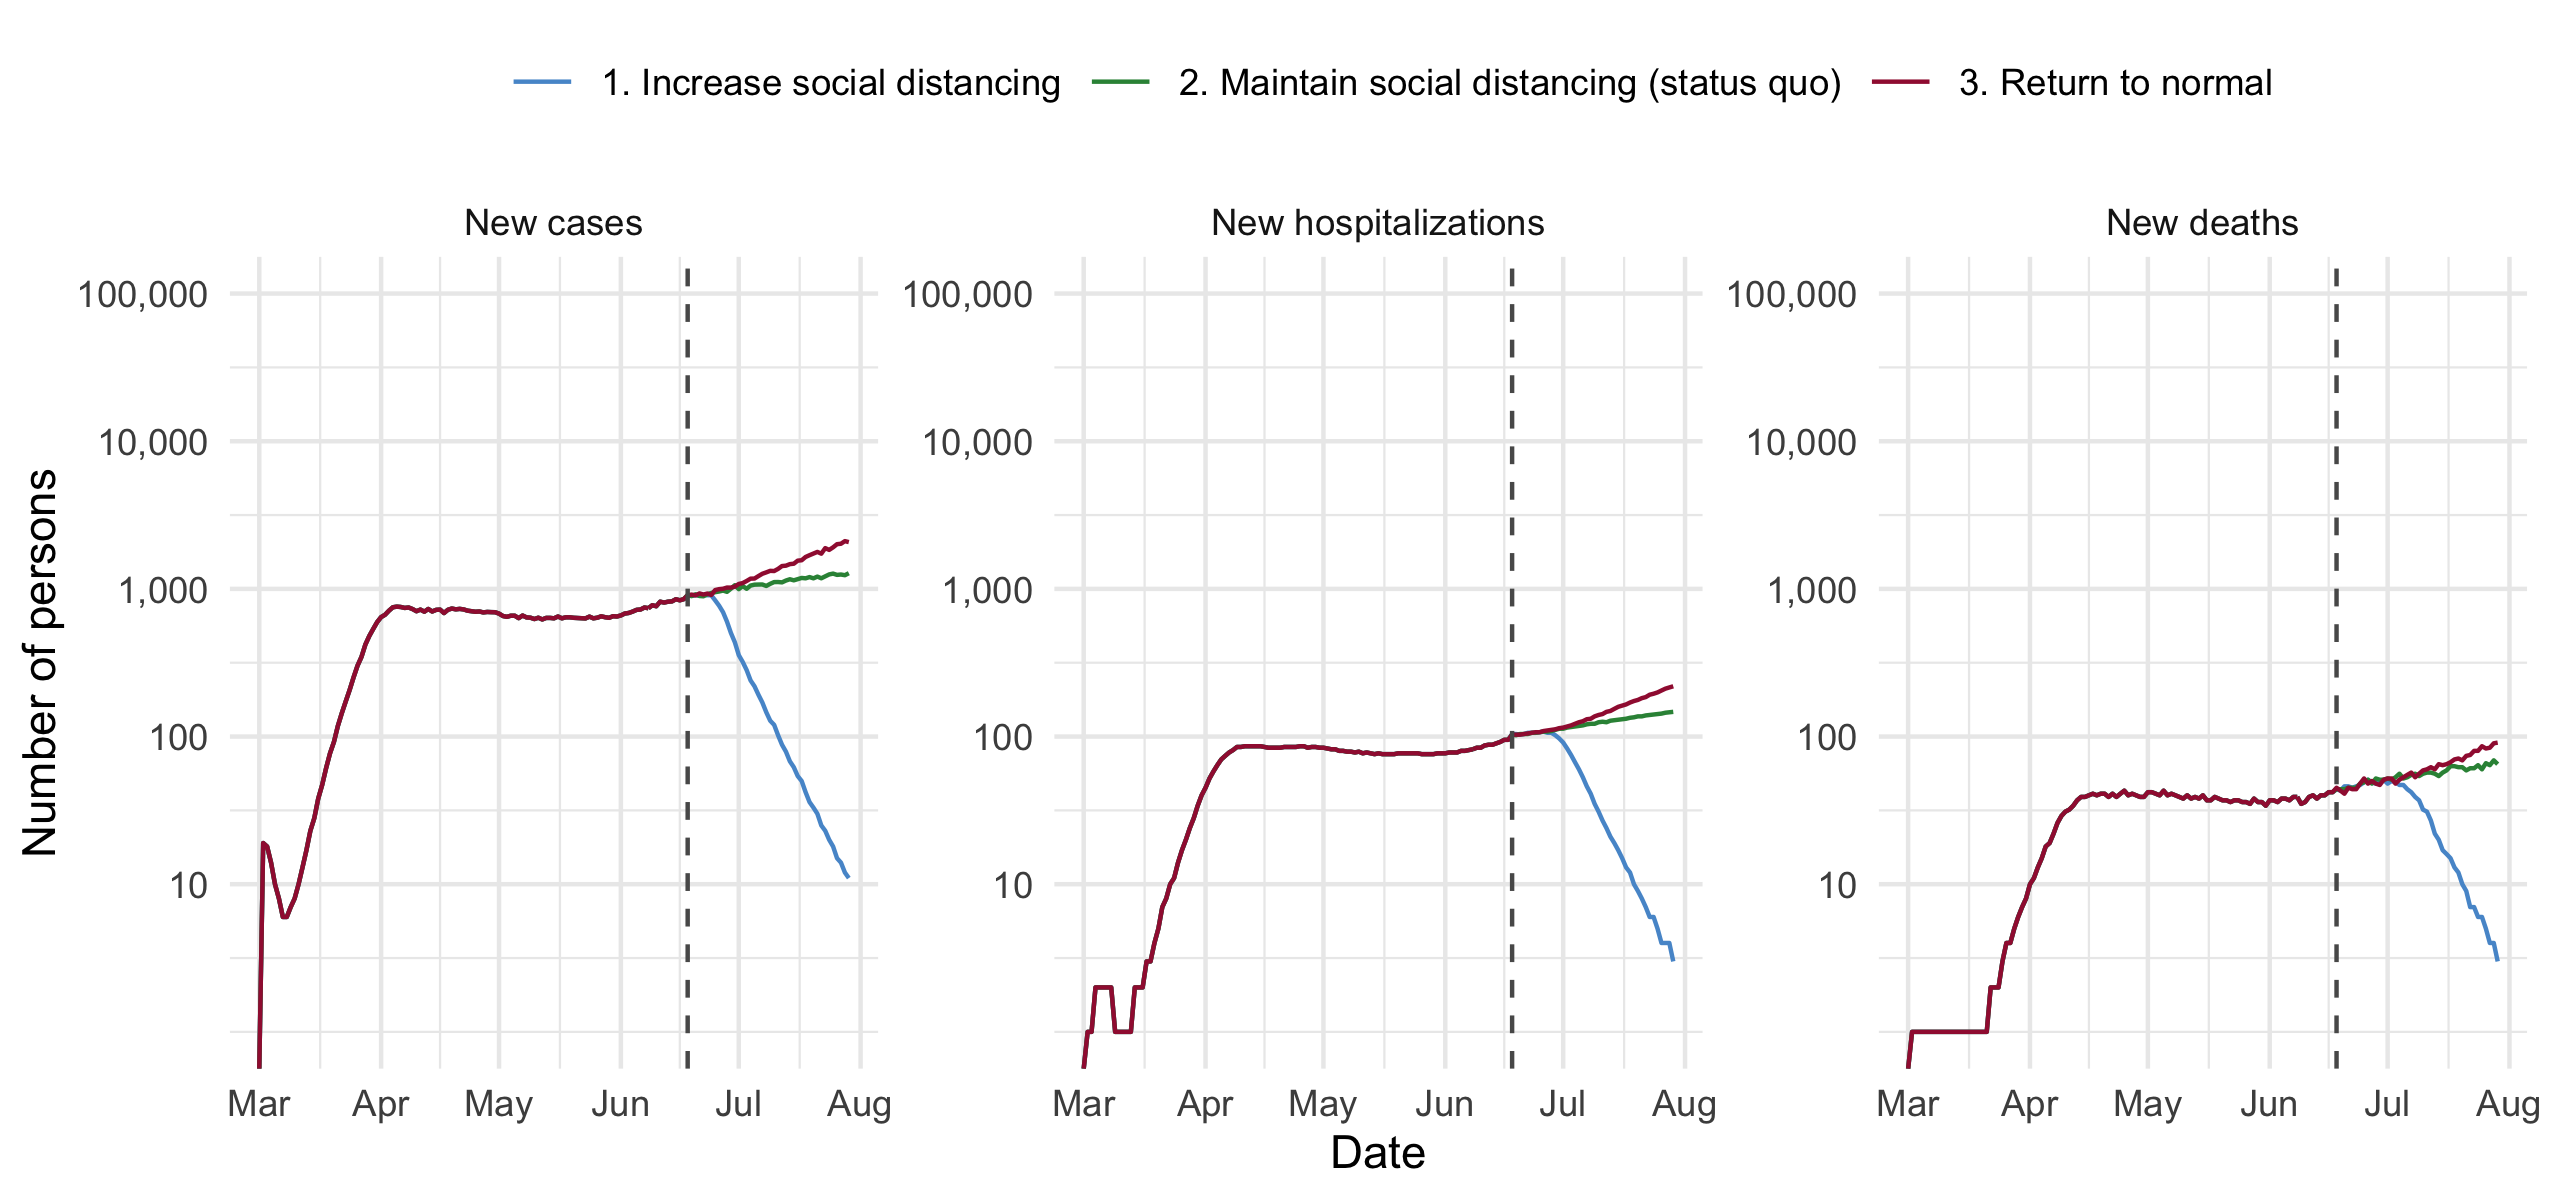 1. Increase social distancing 2. Maintain social distancing (status quo) 3. Return to normal
New cases New hospitalizations New deaths
Number of persons
100,000 100,000 100,000
10,000 10,000 10,000
1,000 1,000 1,000
100 100 100
10 10 10
Mar Apr May Jun Jul Aug Mar Apr May Jun Jul Aug Mar Apr May Jun Jul Aug
Date